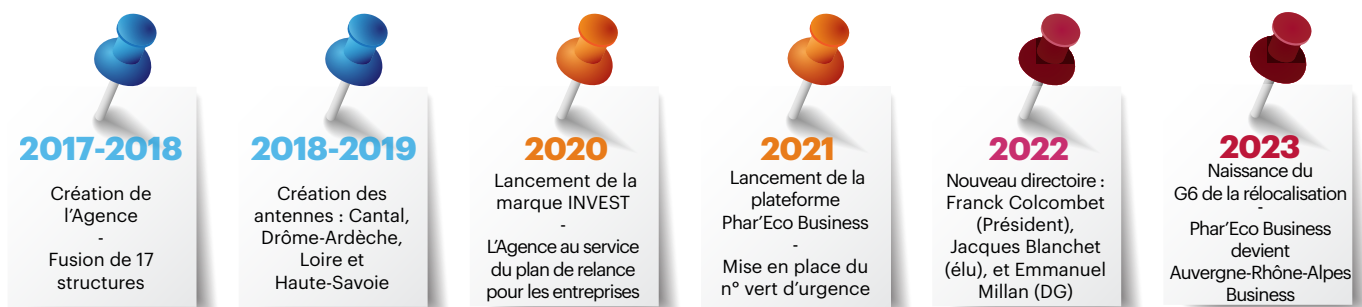 2017-2018
Création de
l'Agence
-
Fusion de 17
structures
2018-2019
Création des
antennes : Cantal,
Drôme-Ardèche,
Loire et
Haute-Savoie
2020
Lancement de la
marque INVEST
-
L'Agence au service
du plan de relance
pour les entreprises
2021
Lancement de la
plateforme
Phar'Eco Business
-
Mise en place du
n° vert d'urgence
2022
Nouveau directoire :
Franck Colcombet
(Président),
Jacques Blanchet
(élu), et Emmanuel
Millan (DG)
2023
Naissance du
G6 de la rélocalisation
-
Phar'Eco Business
devient
Auvergne-Rhône-Alpes
Business